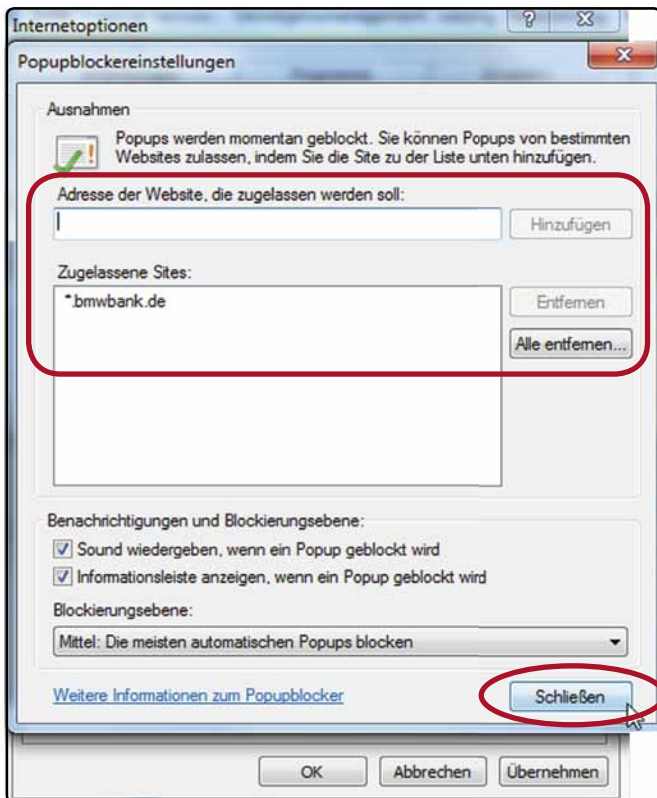 Internetoptionen
Popupblockereinstellungen
Ausnahmen
Popups werden momentan geblockt. Sie können Popups von bestimmten
Websites zulassen, indem Sie die Site zu der Liste unten hinzufügen.
Adresse der Website, die zugelassen werden soll:
Hinzufügen
Zugelassene Sites:
*.bmwbank.de
Entfernen
Alle entfernen...
Benachrichtigungen und Blockierungsebene:
Sound wiedergeben, wenn ein Popup geblockt wird
Informationsleiste anzeigen, wenn ein Popup geblockt wird
Blockierungsebene:
Mittel: Die meisten automatischen Popups blocken
Weitere Informationen zum Popupblocker
Schließen
OK Abbrechen Übernehmen